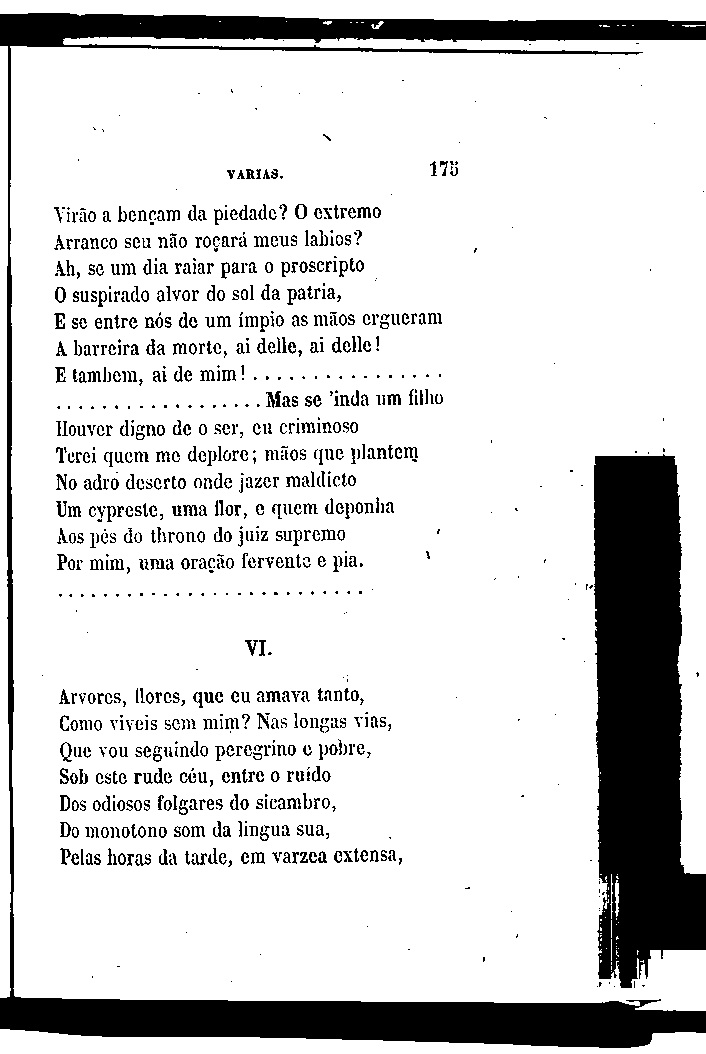 VARIAS. 175
Virão a bençam da piedade? O extremo
Arranco seu não roçará meus labios?
Ah, se um dia raiar para o proscripto
O suspirado alvor do sol da patria,
E se entre nós de um ímpio as mãos ergueram
A barreira da morte, ai delle, ai delle!
E tambem, ai de mim! . . . . . . . . . . . . . . . .
. . . . . . . . . . . . . . . . . . Mas se 'inda um filho
Houver digno de o ser, eu criminoso
Terei quem me deplore; mãos que plantem
No adro deserto onde jazer maldicto
Um cypreste, uma flor, e quem deponha
Aos pés do throno do juiz supremo
Por mim, uma oração fervente e pia.
. . . . . . . . . . . . . . . . . . . . . . . . . . .
VI.
Arvores, flores, que eu amava tanto,
Como viveis sem mim? Nas longas vias,
Que vou seguindo peregrino e pobre,
Sob este rude céu, entre o ruído
Dos odiosos folgares do sicambro,
Do monotono som da lingua sua,
Pelas horas da tarde, em varzea extensa,